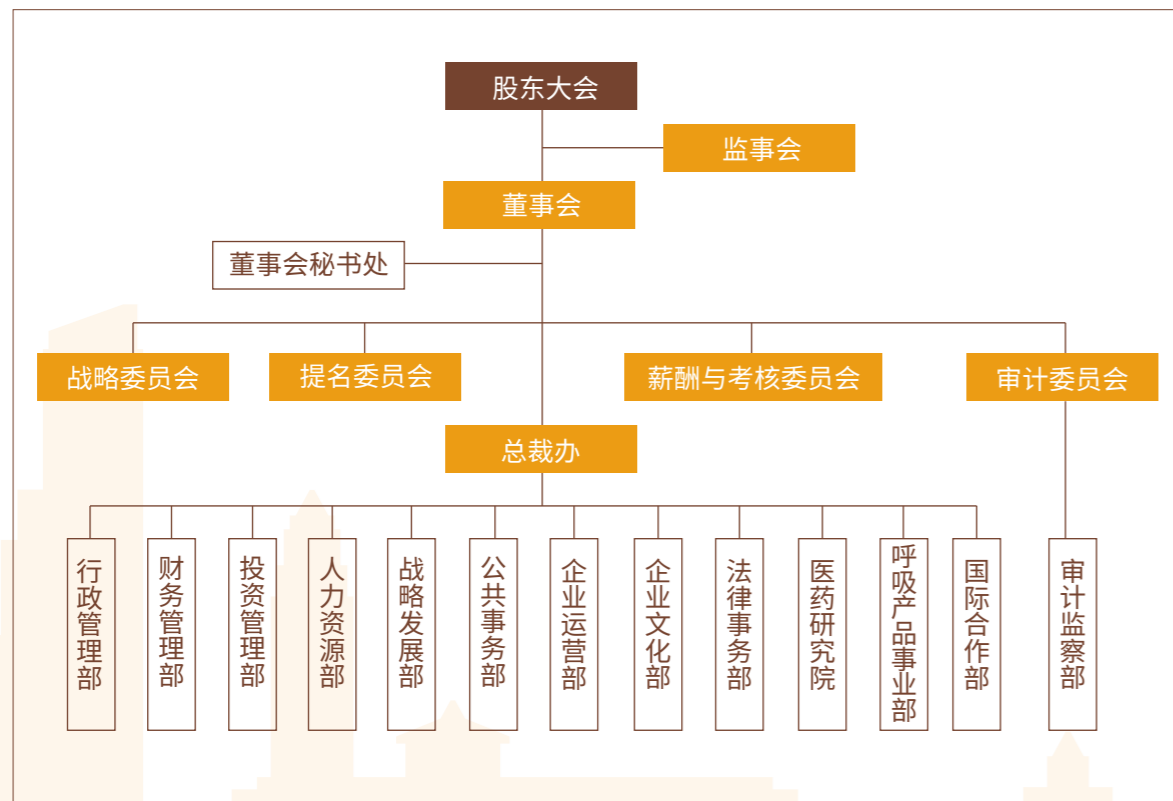 股东大会
监事会
董事会
董事会秘书处
战略委员会
提名委员会
薪酬与考核委员会
审计委员会
总裁办
行政管理部
财务管理部
投资管理部
人力资源部
战略发展部
公共事务部
企业运营部
企业文化部
法律事务部
医药研究院
呼吸产品事业部
国际合作部
审计监察部